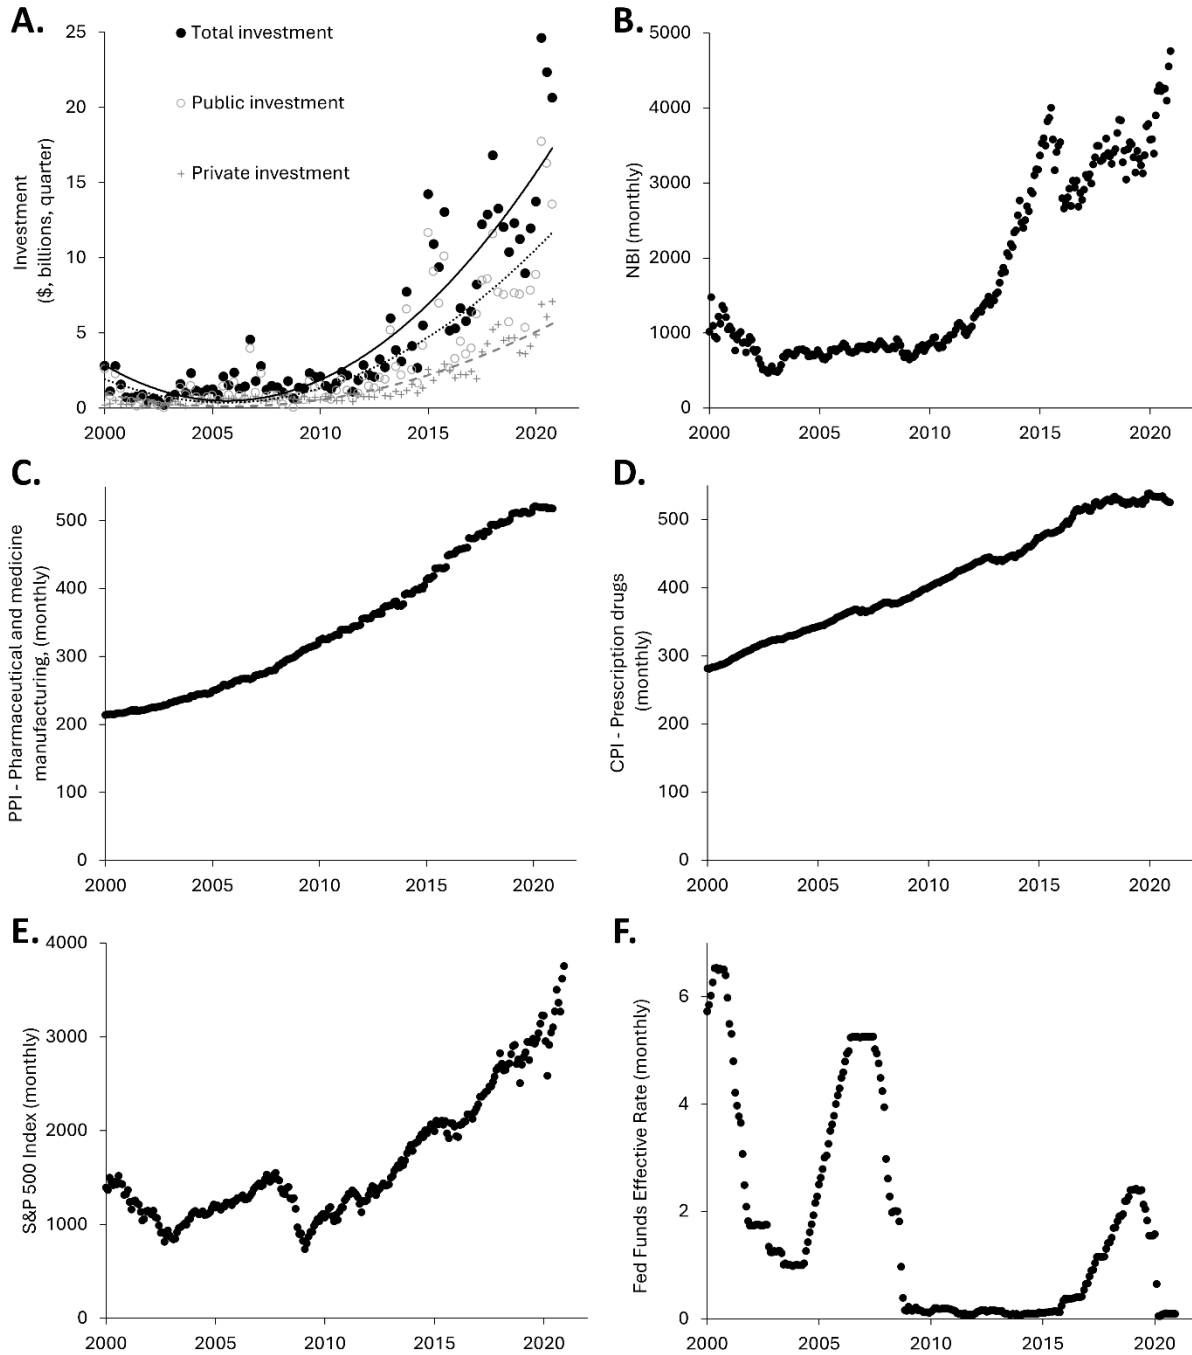 A.
25
20
15
10
5
0
Investment
($, billions, quarter)
Total investment
Public investment
Private investment
2000 2005 2010 2015 2020
B.
5000
4000
3000
2000
1000
0
NBI (monthly)
2000 2005 2010 2015 2020
C.
500
400
300
200
100
0
PPI - Pharmaceutical and medicine
manufacturing, (monthly)
2000 2005 2010 2015 2020
D.
500
400
300
200
100
0
CPI - Prescription drugs
(monthly)
2000 2005 2010 2015 2020
E.
4000
3000
2000
1000
0
S&P 500 Index (monthly)
2000 2005 2010 2015 2020
F.
6
4
2
0
Fed Funds Effective Rate (monthly)
2000 2005 2010 2015 2020